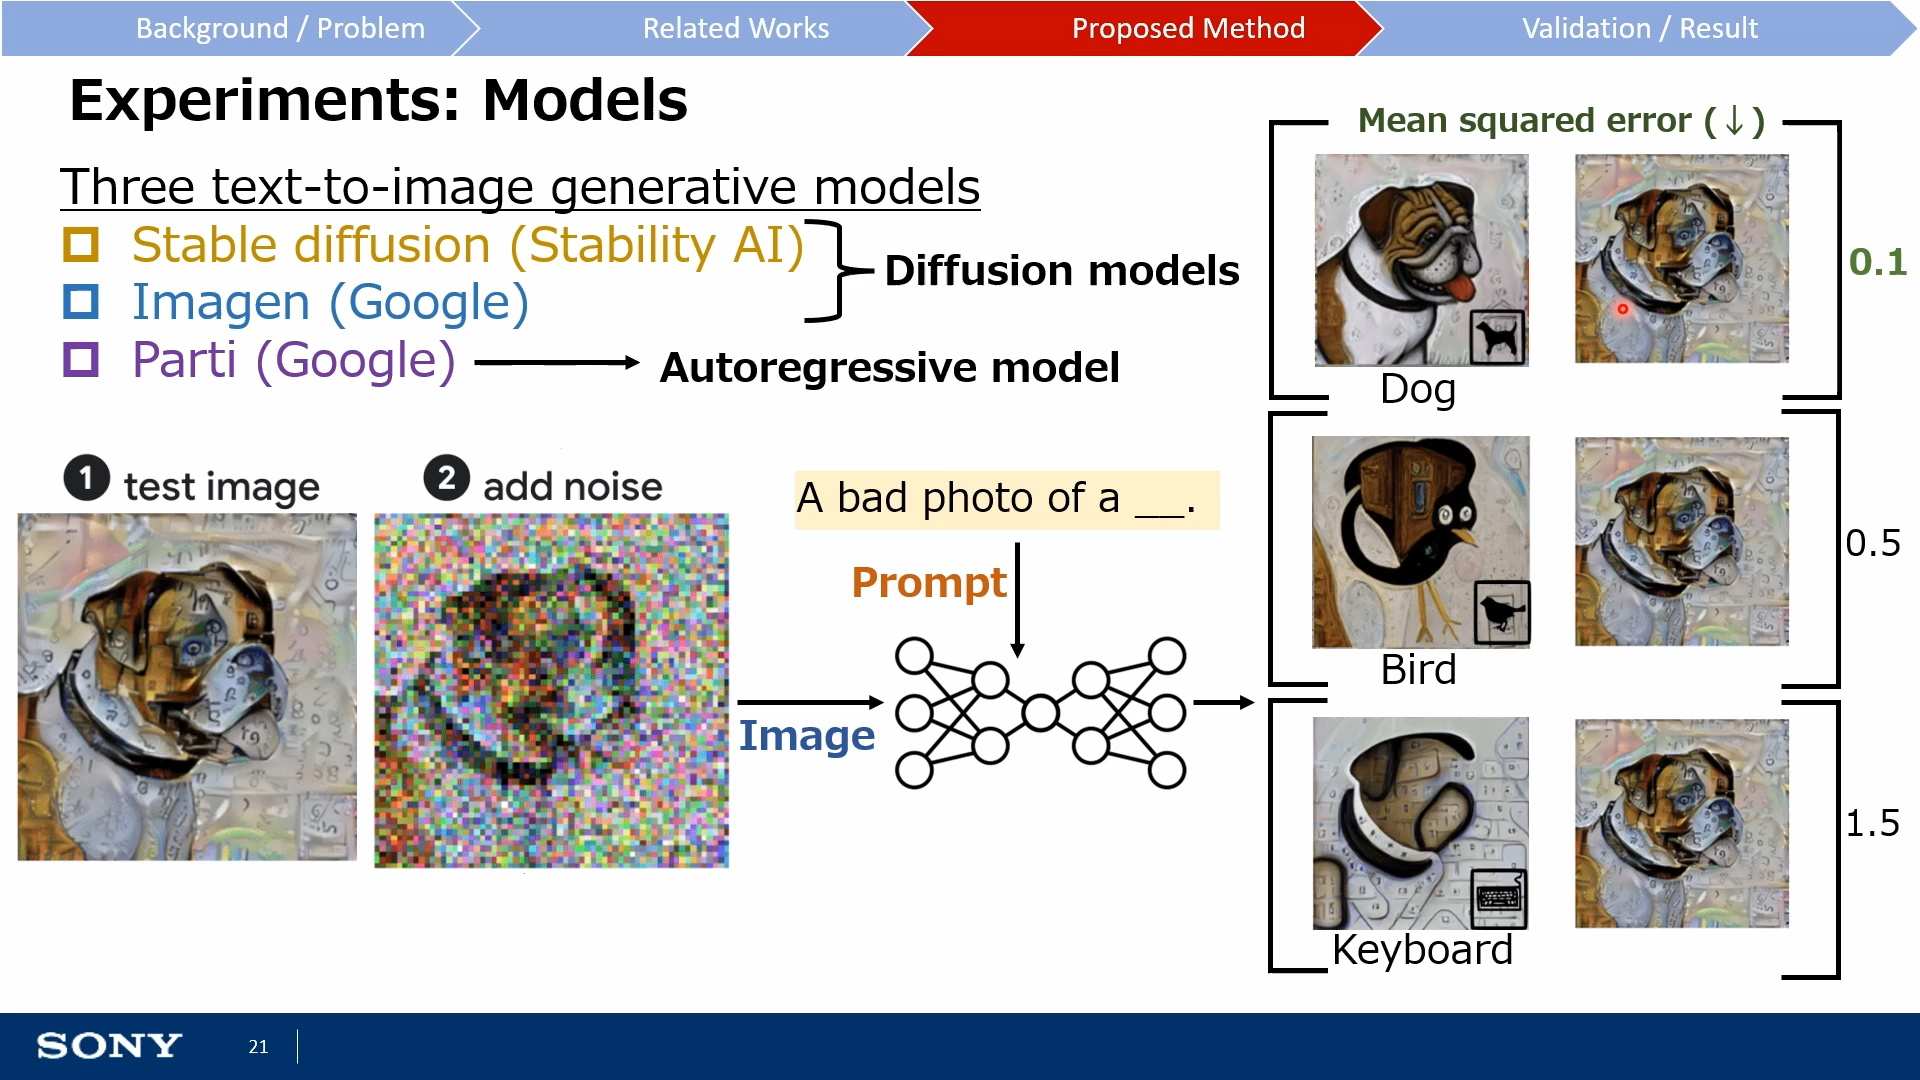 Background / Problem
Related Works
Proposed Method
Validation / Result
Experiments: Models
Three text-to-image generative models
Stable diffusion (Stability AI)
Imagen (Google)
Diffusion models
Parti (Google)
Autoregressive model
1 test image
2 add noise
A bad photo of a __.
Prompt
Image
Mean squared error (↓)
Dog
0.1
Bird
0.5
Keyboard
1.5
SONY
21